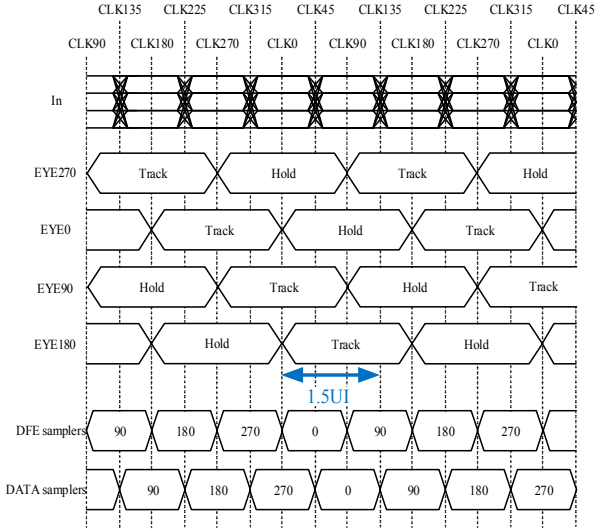 CLK135 CLK225 CLK315 CLK45 CLK135 CLK225 CLK315 CLK45
CLK90 CLK180 CLK270 CLK0 CLK90 CLK180 CLK270 CLK0
In
EYE270 Track Hold Track Hold
EYE0 Track Hold Track
EYE90 Hold Track Hold Track
EYE180 Hold Track Hold
1.5UI
DFE samplers 90 180 270 0 90 180 270
DATA samplers 90 180 270 0 90 180 270